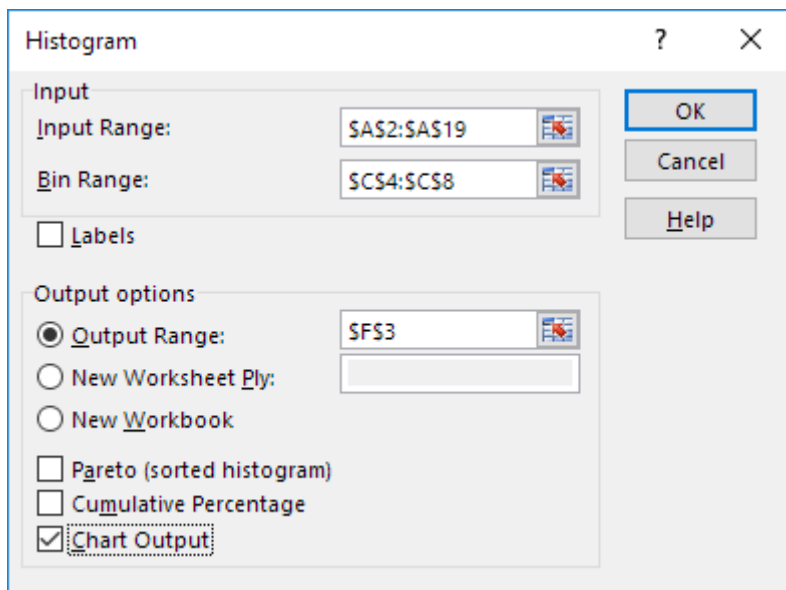 Histogram ? ×
Input
Input Range: $A$2:$A$19
Bin Range: $C$4:$C$8
Labels
OK
Cancel
Help
Output options
Output Range: $F$3
New Worksheet Ply:
New Workbook
Pareto (sorted histogram)
Cumulative Percentage
Chart Output